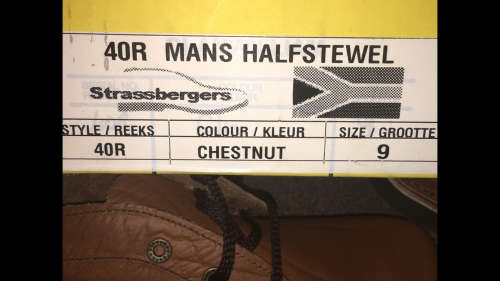 40R MANS HALFSTEWEL
Strassbergers
STYLE / REEKS COLOUR / KLEUR SIZE / GROOTTE
40R CHESTNUT 9